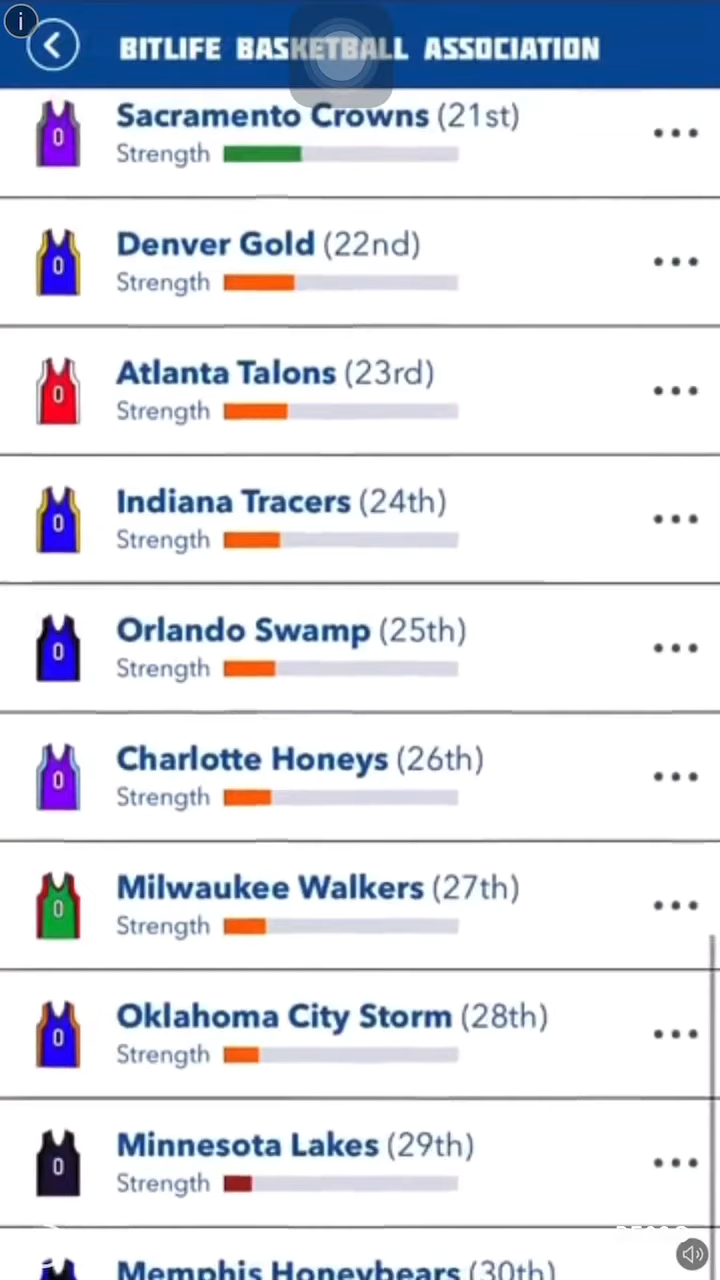 i
BITLIFE BASKETBALL ASSOCIATION
0
Sacramento Crowns (21st)
Strength
0
Denver Gold (22nd)
Strength
0
Atlanta Talons (23rd)
Strength
0
Indiana Tracers (24th)
Strength
0
Orlando Swamp (25th)
Strength
0
Charlotte Honeys (26th)
Strength
0
Milwaukee Walkers (27th)
Strength
0
Oklahoma City Storm (28th)
Strength
0
Minnesota Lakes (29th)
Strength
Memphis Honeybears (30th)